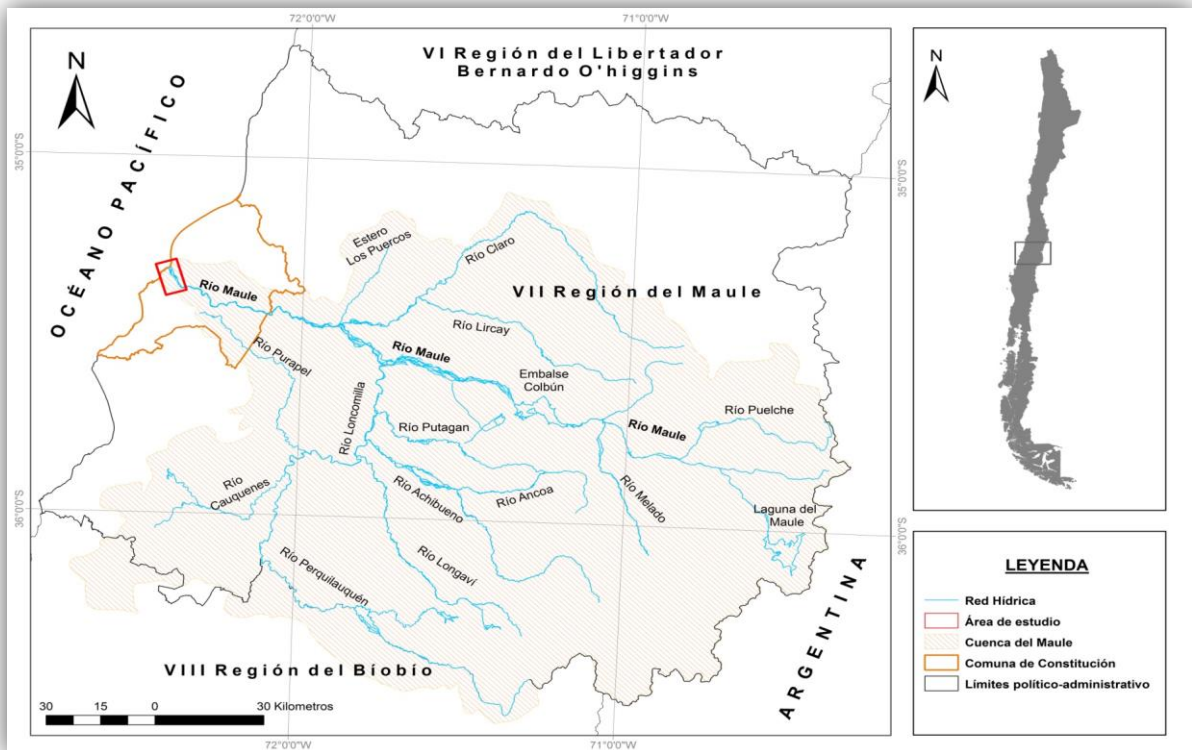 72°0'0"W
71°0'0"W
N
VI Región del Libertador
Bernardo O'higgins
OCÉANO PACÍFICO
35°0'0"S
35°0'0"S
Estero
Los Puercos
Río Claro
Río Maule
VII Región del Maule
Río Lircay
Río Purapel
Río Maule
Embalse
Colbún
Río Loncomilla
Río Putagan
Río Maule
Río Puelche
Río
Cauquenes
Río Achibueno
Río Ancoa
Río Melado
Laguna del
Maule
36°0'0"S
36°0'0"S
Río Perquilauquén
Río Longaví
ARGENTINA
VIII Región del Bíobío
30 15 0 30 Kilometros
72°0'0"W
71°0'0"W
N
LEYENDA
Red Hídrica
Área de estudio
Cuenca del Maule
Comuna de Constitución
Límites político-administrativo